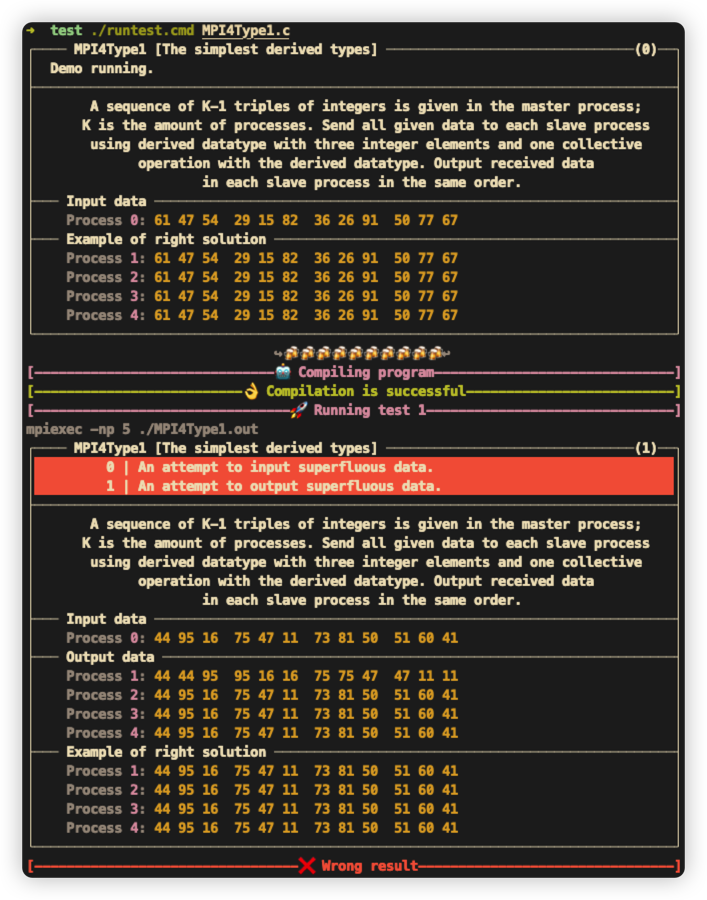 → test ./runtest.cmd MPI4Type1.c
MPI4Type1 [The simplest derived types] (0)
Demo running.
A sequence of K-1 triples of integers is given in the master process;
K is the amount of processes. Send all given data to each slave process
using derived datatype with three integer elements and one collective
operation with the derived datatype. Output received data
in each slave process in the same order.
Input data
Process 0: 61 47 54 29 15 82 36 26 91 50 77 67
Example of right solution
Process 1: 61 47 54 29 15 82 36 26 91 50 77 67
Process 2: 61 47 54 29 15 82 36 26 91 50 77 67
Process 3: 61 47 54 29 15 82 36 26 91 50 77 67
Process 4: 61 47 54 29 15 82 36 26 91 50 77 67
[🤖 Compiling program]
[👌 Compilation is successful]
[🚀 Running test 1]
mpiexec -np 5 ./MPI4Type1.out
MPI4Type1 [The simplest derived types] (1)
0 | An attempt to input superfluous data.
1 | An attempt to output superfluous data.
A sequence of K-1 triples of integers is given in the master process;
K is the amount of processes. Send all given data to each slave process
using derived datatype with three integer elements and one collective
operation with the derived datatype. Output received data
in each slave process in the same order.
Input data
Process 0: 44 95 16 75 47 11 73 81 50 51 60 41
Output data
Process 1: 44 44 95 95 16 16 75 75 47 47 11 11
Process 2: 44 95 16 75 47 11 73 81 50 51 60 41
Process 3: 44 95 16 75 47 11 73 81 50 51 60 41
Process 4: 44 95 16 75 47 11 73 81 50 51 60 41
Example of right solution
Process 1: 44 95 16 75 47 11 73 81 50 51 60 41
Process 2: 44 95 16 75 47 11 73 81 50 51 60 41
Process 3: 44 95 16 75 47 11 73 81 50 51 60 41
Process 4: 44 95 16 75 47 11 73 81 50 51 60 41
[❌ Wrong result]